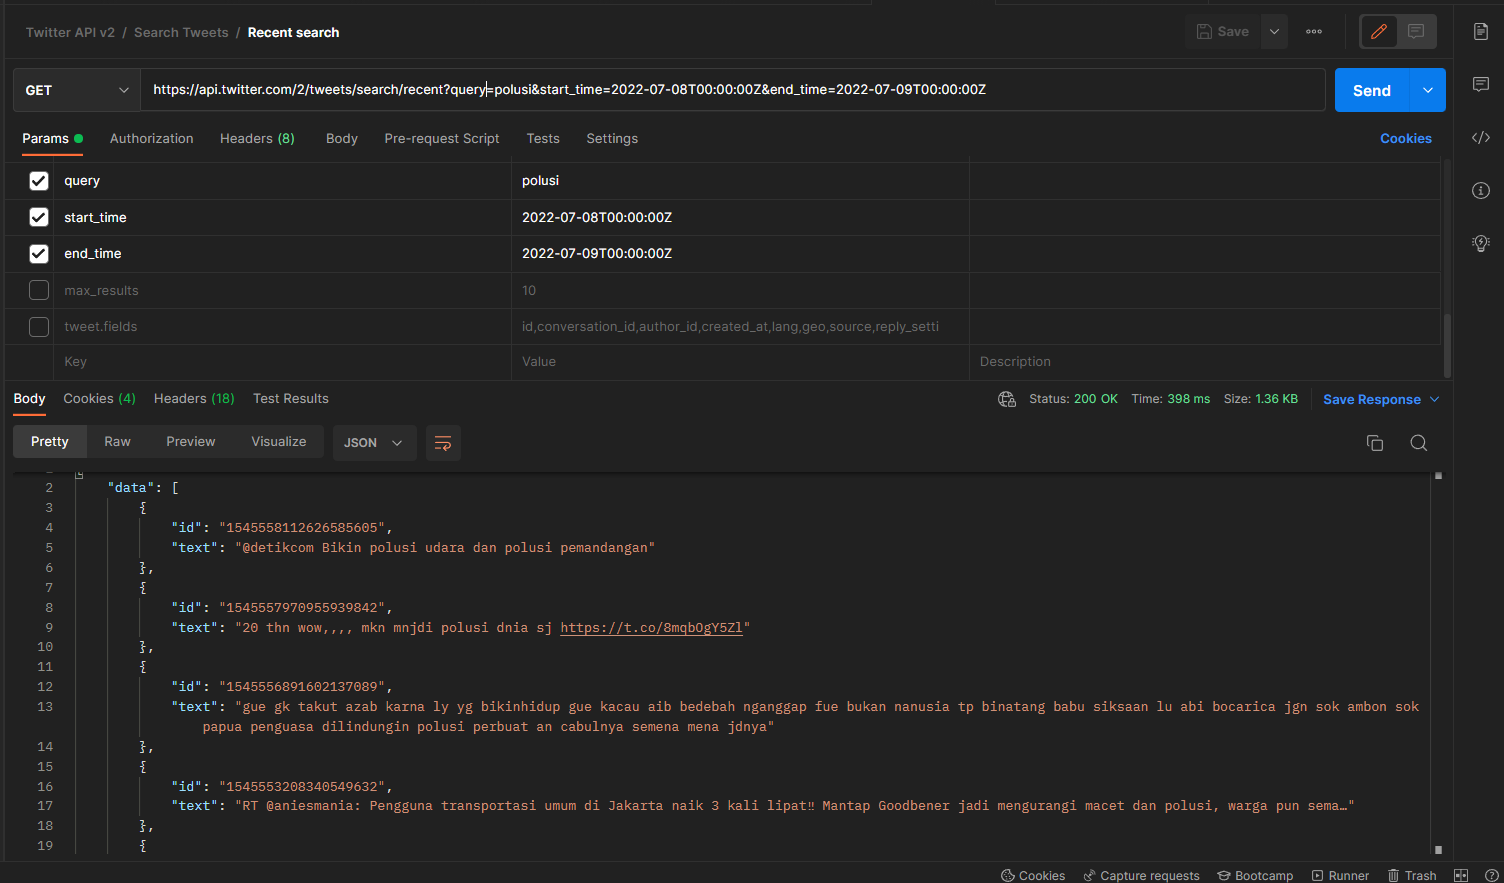 Twitter API v2 / Search Tweets / Recent search
Save
GET
https://api.twitter.com/2/tweets/search/recent?query=polusi&start_time=2022-07-08T00:00:00Z&end_time=2022-07-09T00:00:00Z
Send
Params Authorization Headers (8) Body Pre-request Script Tests Settings Cookies
query polusi
start_time 2022-07-08T00:00:00Z
end_time 2022-07-09T00:00:00Z
max_results 10
tweet.fields id,conversation_id,author_id,created_at,lang,geo,source,reply_setti
Key Value Description
Body Cookies (4) Headers (18) Test Results Status: 200 OK Time: 398 ms Size: 1.36 KB Save Response
Pretty Raw Preview Visualize JSON
2 "data": [
3 {
4 "id": "1545558112626585605",
5 "text": "@detikcom Bikin polusi udara dan polusi pemandangan"
6 },
7 {
8 "id": "1545557970955939842",
9 "text": "20 thn wow,,,, mkn mnjdi polusi dnia sj https://t.co/8mqbOgY5Zl"
10 },
11 {
12 "id": "1545556891602137089",
13 "text": "gue gk takut azab karna ly yg bikinhidup gue kacau aib bedebah nganggap fue bukan nanusia tp binatang babu siksaan lu abi bocarica jgn sok ambon sok
papua penguasa dilindungin polusi perbuat an cabulnya semena mena jdnya"
14 },
15 {
16 "id": "1545553208340549632",
17 "text": "RT @aniesmania: Pengguna transportasi umum di Jakarta naik 3 kali lipat‼ Mantap Goodbener jadi mengurangi macet dan polusi, warga pun sema…"
18 },
19 {
Cookies Capture requests Bootcamp Runner Trash